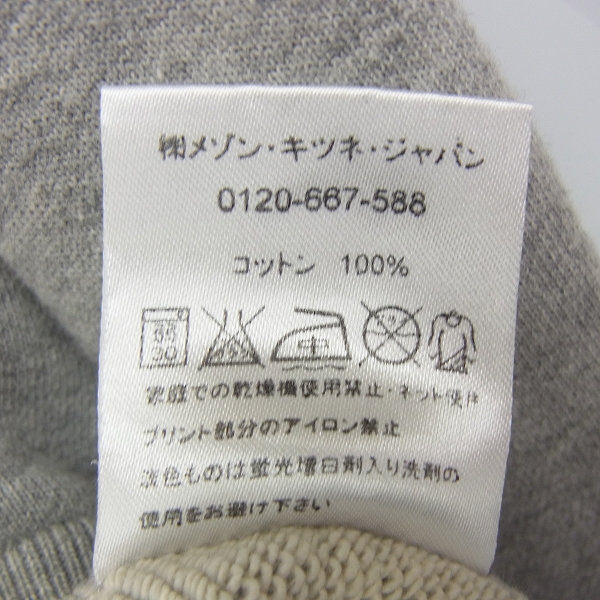 ㈱メゾン・キツネ・ジャパン
0120-667-588
コットン 100%
家庭での乾燥機使用禁止・ネット使用
プリント部分のアイロン禁止
淡色ものは蛍光増白剤入り洗剤の
使用をお避け下さい